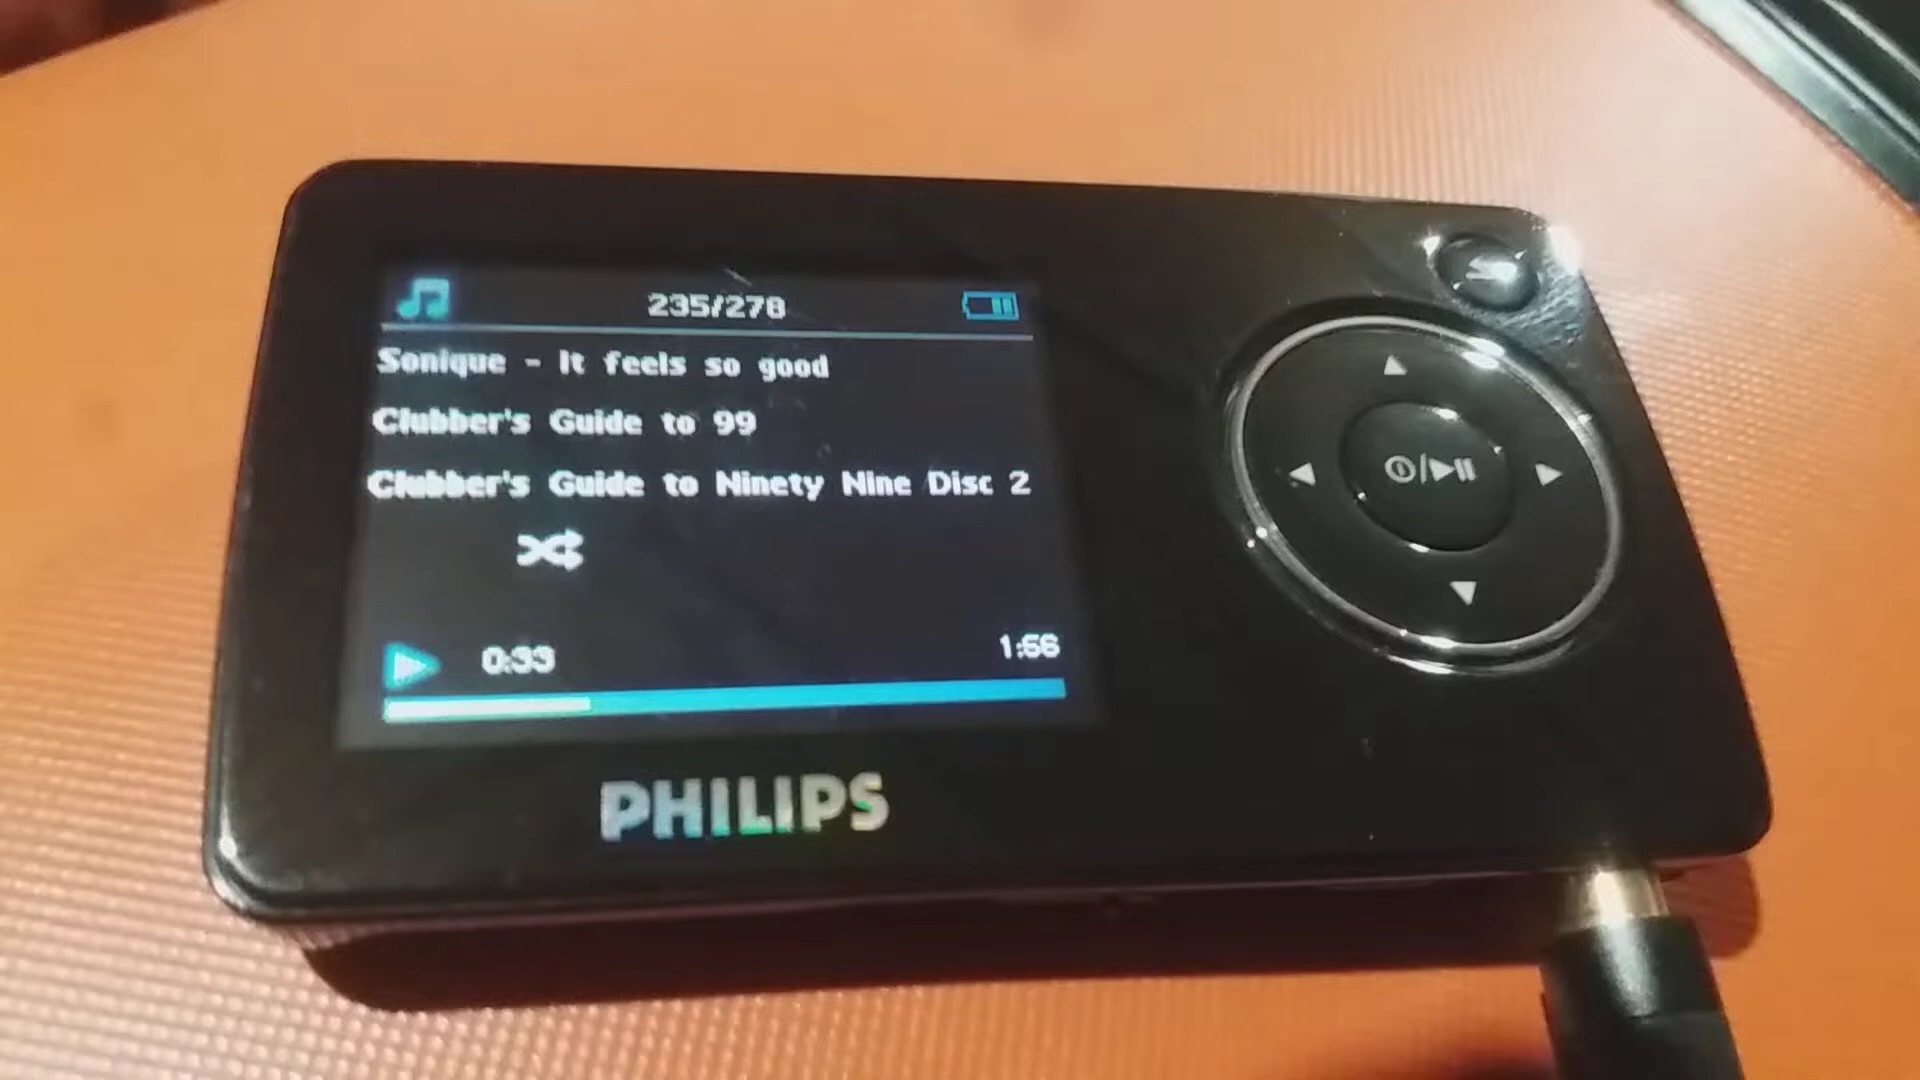 235/278
Sonique - It feels so good
Clubber's Guide to 99
Clubber's Guide to Ninety Nine Disc 2
0:33
1:56
PHILIPS